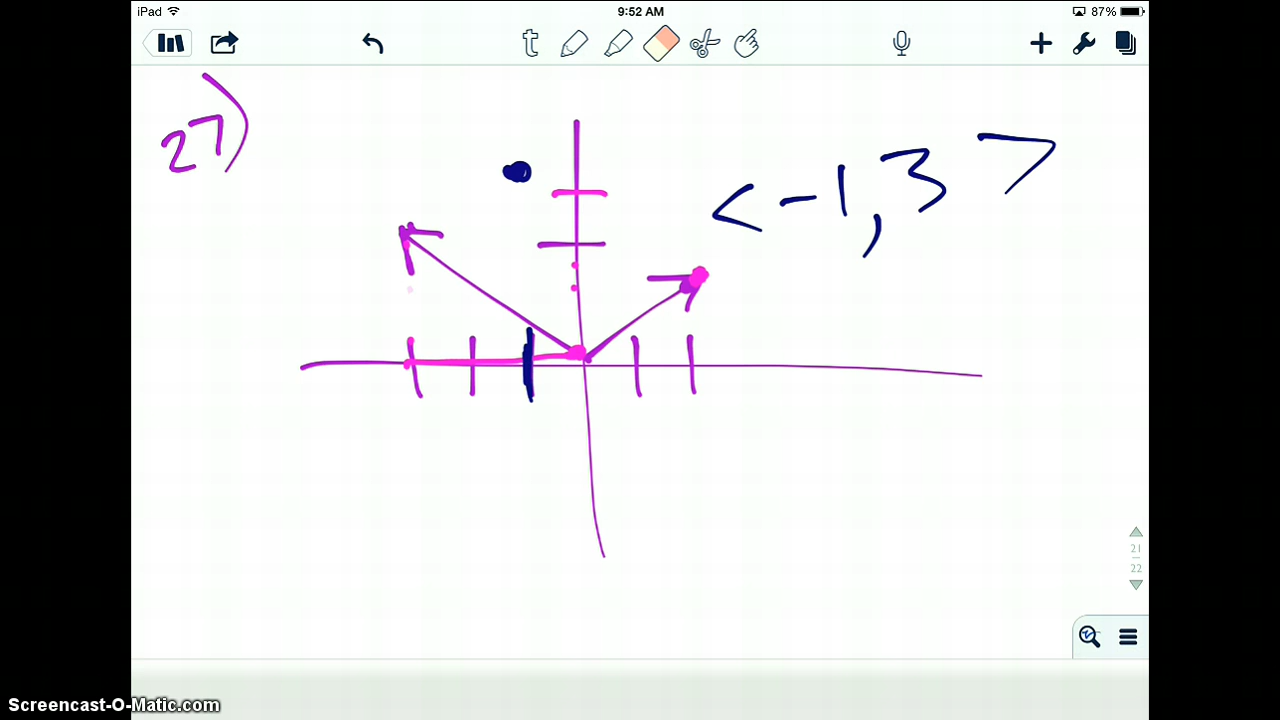 iPad 9:52 AM 87%
t
27)
<-1,3>
21
22
Screencast-O-Matic.com